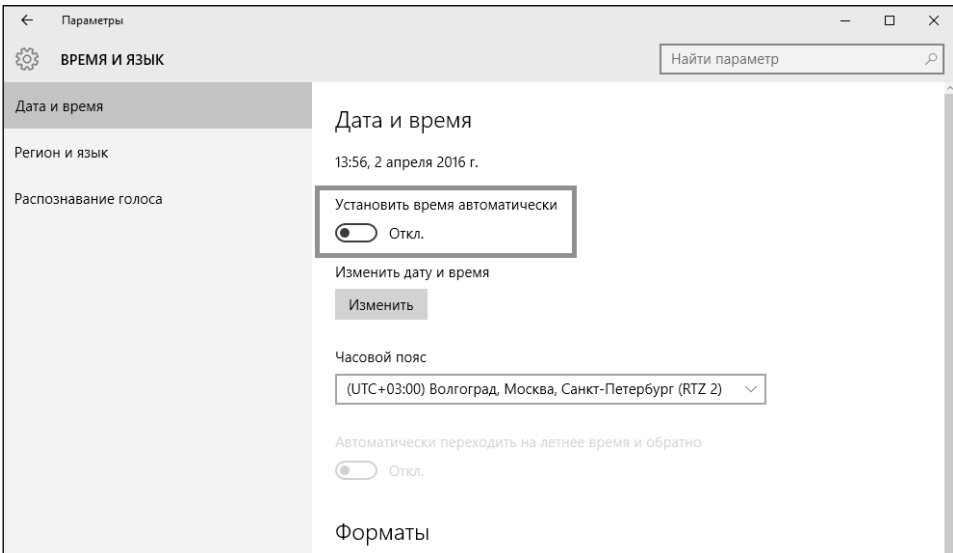 Параметры
ВРЕМЯ И ЯЗЫК
Найти параметр
Дата и время
Регион и язык
Распознавание голоса
Дата и время
13:56, 2 апреля 2016 г.
Установить время автоматически
Откл.
Изменить дату и время
Изменить
Часовой пояс
(UTC+03:00) Волгоград, Москва, Санкт-Петербург (RTZ 2)
Автоматически переходить на летнее время и обратно
Откл.
Форматы